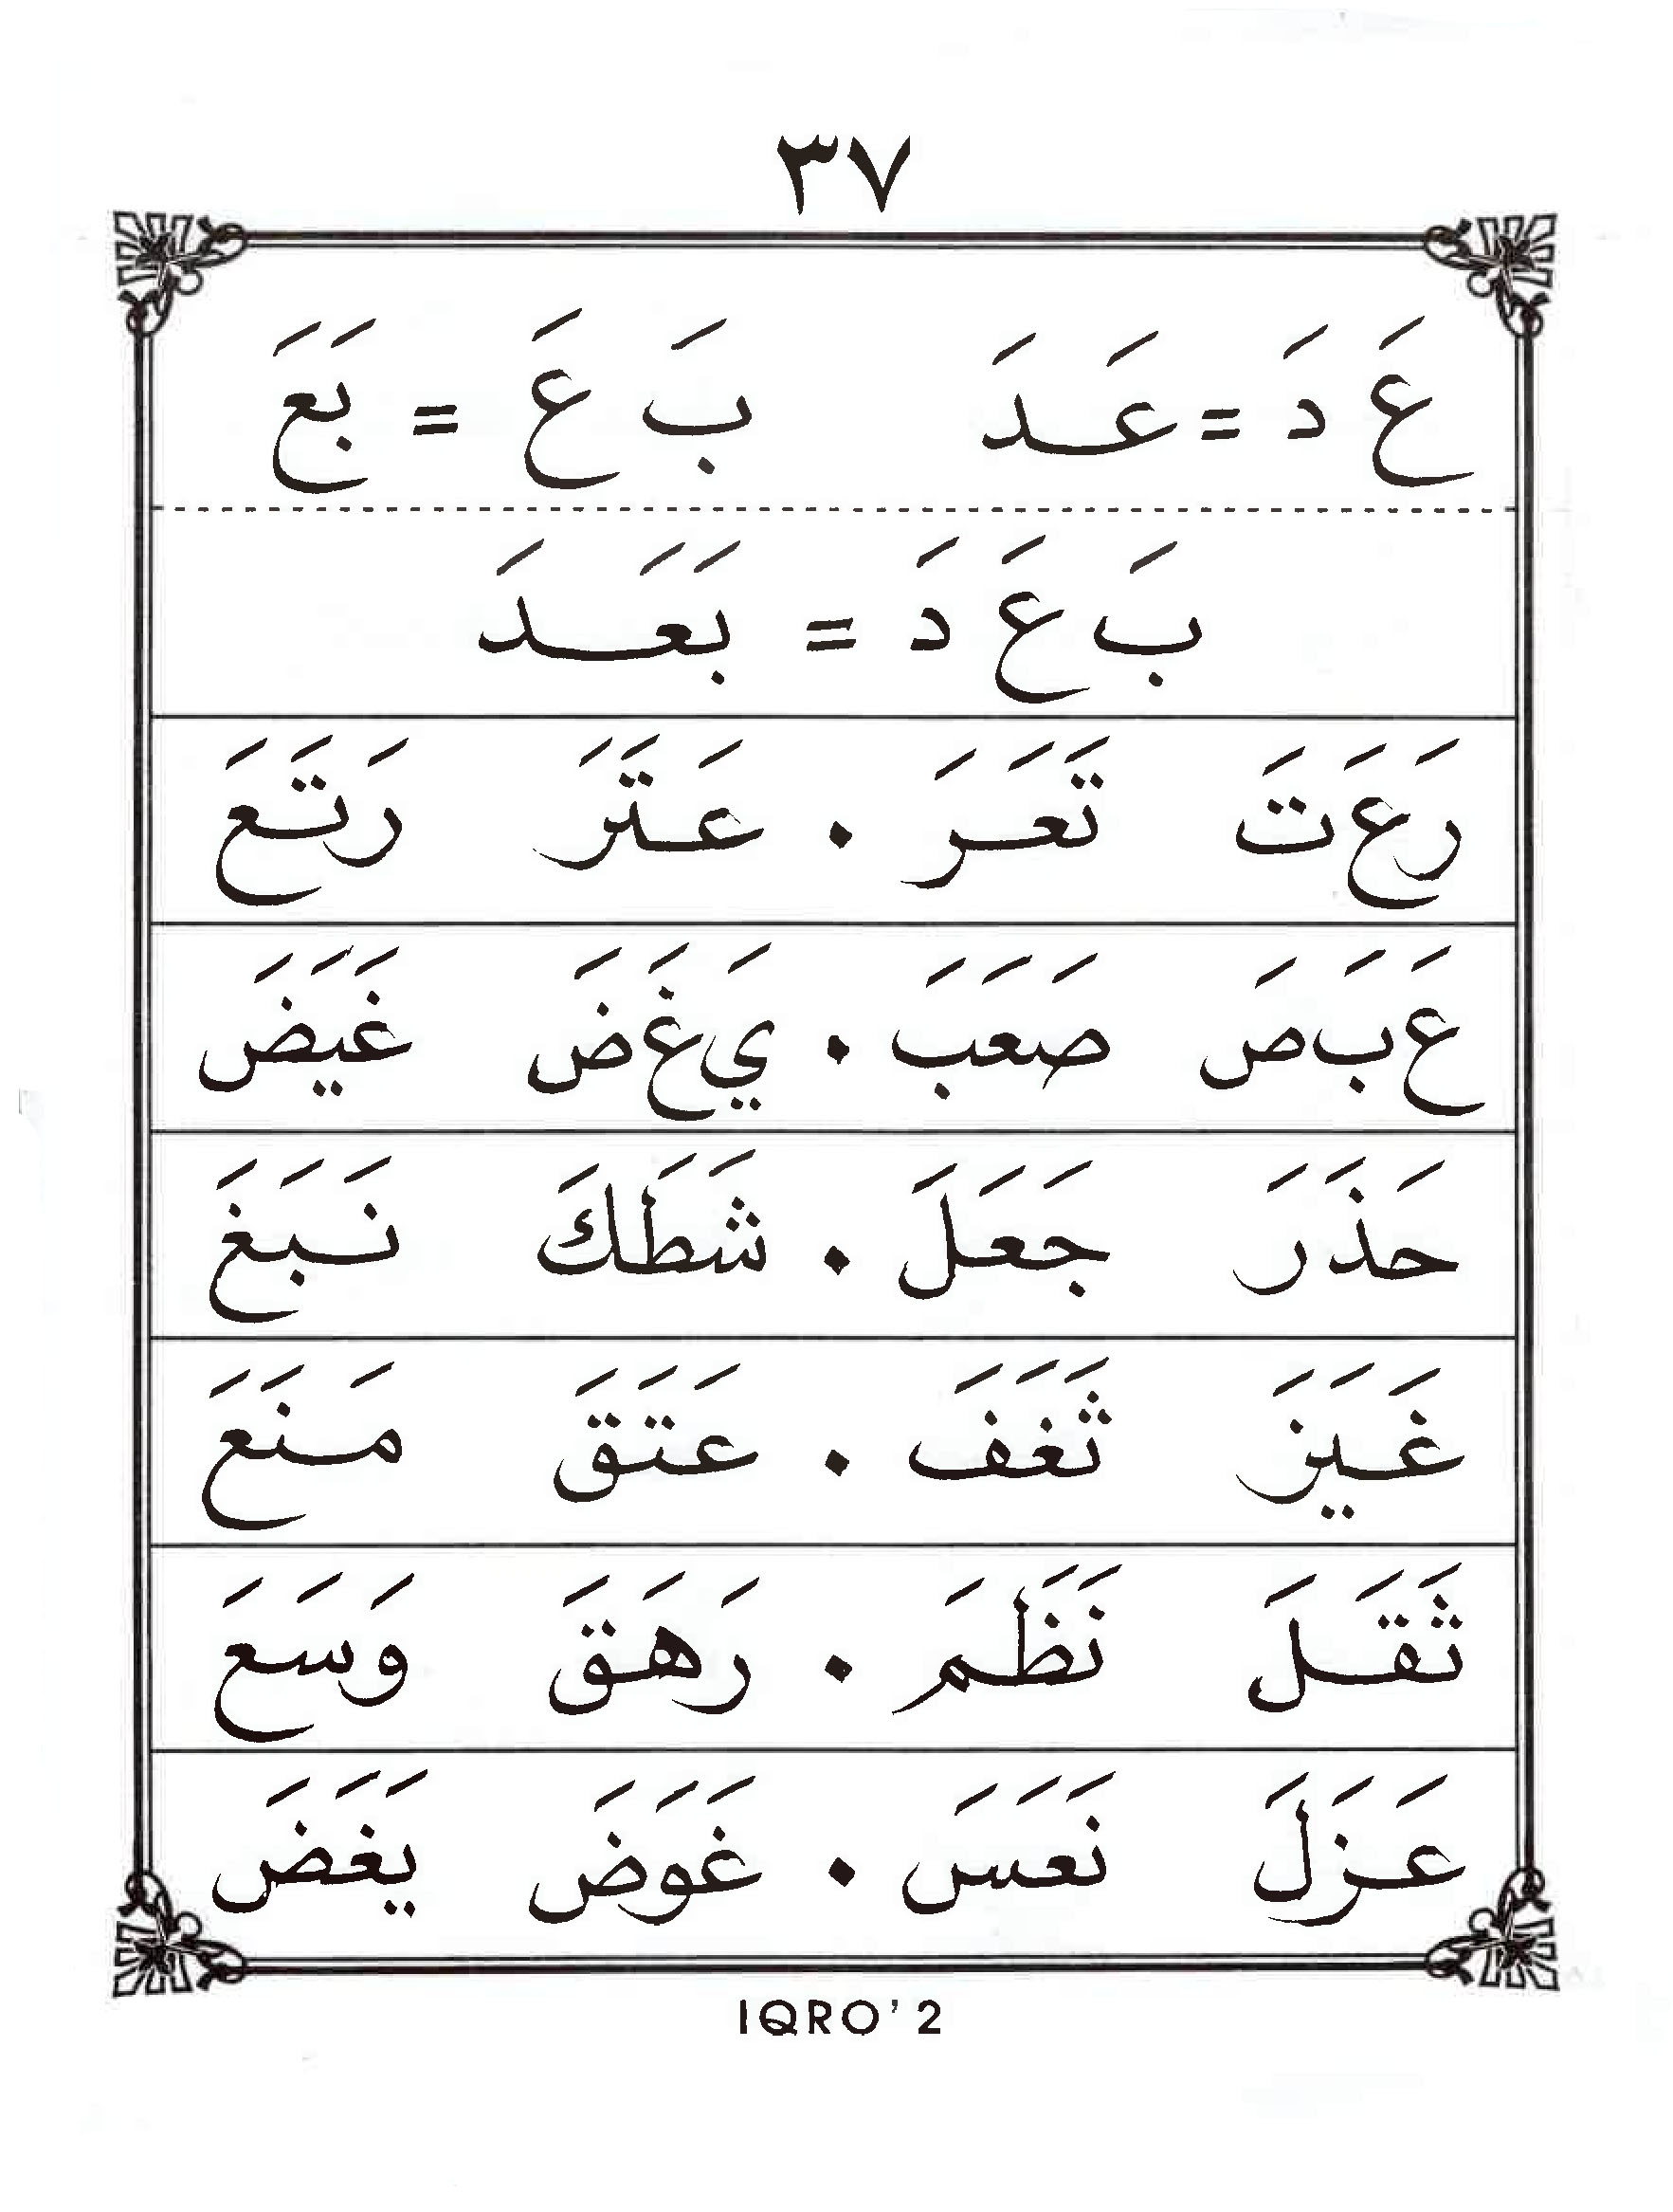 ٣٧
عَ دَ = عَدَ بَ عَ = بَعَ
بَ عَ دَ = بَعَدَ
رَ عَ تَ تَعَرَ . عَتَرَ رَتَعَ
عَ بَ صَ صَعَبَ . يَ غَ ضَ غَيَضَ
حَذَرَ جَعَلَ . شَطَكَ نَبَغَ
غَيَزَ ثَغَفَ . عَتَقَ مَنَعَ
ثَقَلَ نَظَمَ . رَهَقَ وَسَعَ
عَزَلَ نَعَسَ . غَوَضَ يَغَضَ
IQRO’2